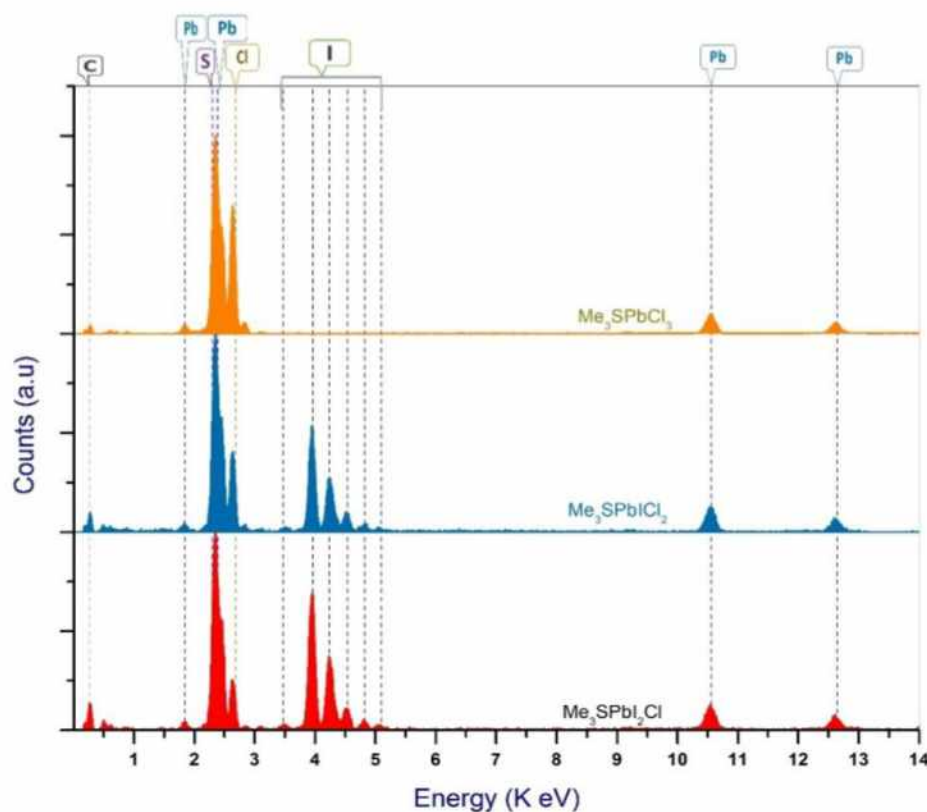 Pb Pb
C S Cl I Pb Pb
Me₃SPbCl₃
Me₃SPbICl₂
Me₃SPbI₂Cl
Counts (a.u)
1 2 3 4 5 6 7 8 9 10 11 12 13 14
Energy (K eV)